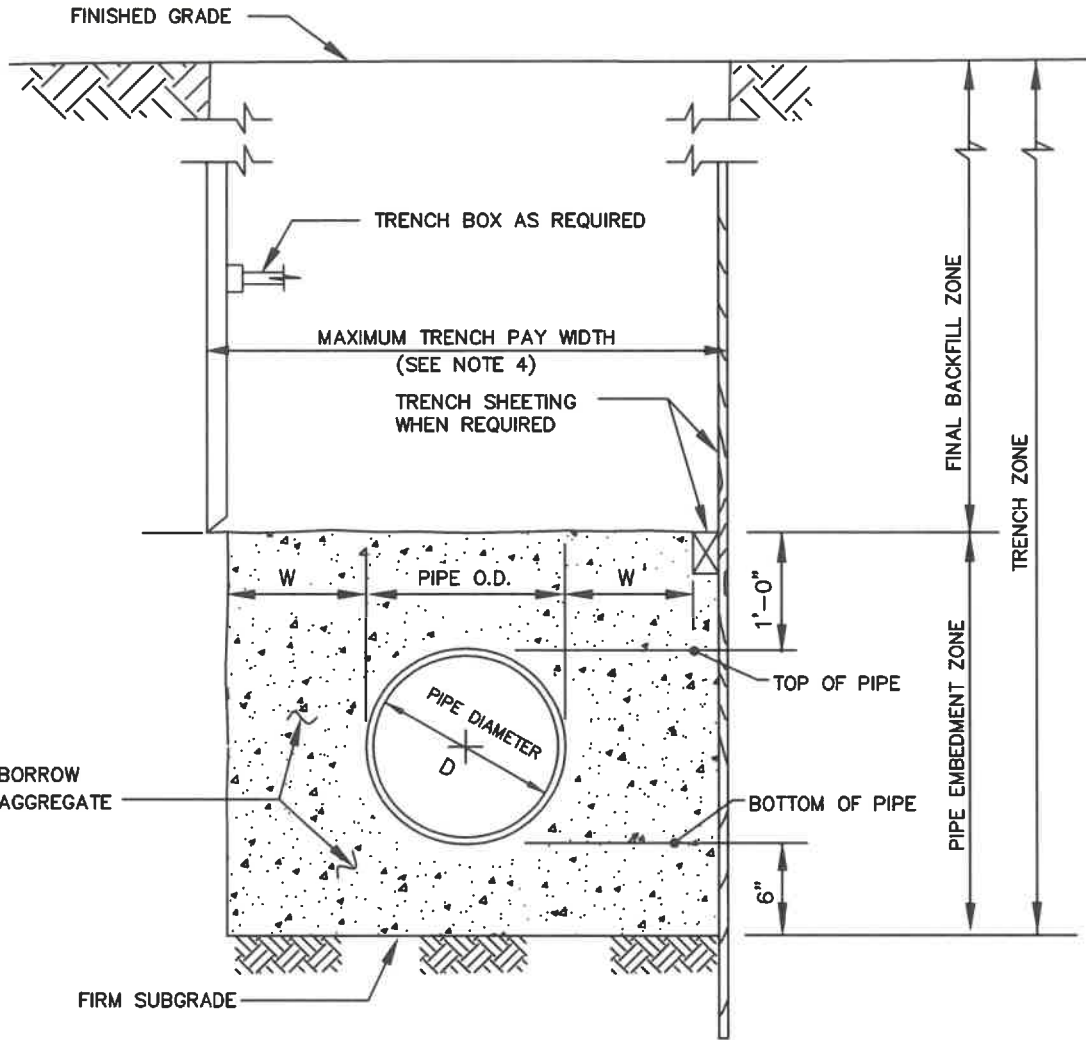 FINISHED GRADE
TRENCH BOX AS REQUIRED
MAXIMUM TRENCH PAY WIDTH
(SEE NOTE 4)
TRENCH SHEETING
WHEN REQUIRED
FINAL BACKFILL ZONE
TRENCH ZONE
W
PIPE O.D.
W
1'-0"
TOP OF PIPE
PIPE DIAMETER
D
BORROW
AGGREGATE
BOTTOM OF PIPE
PIPE EMBEDMENT ZONE
6"
FIRM SUBGRADE